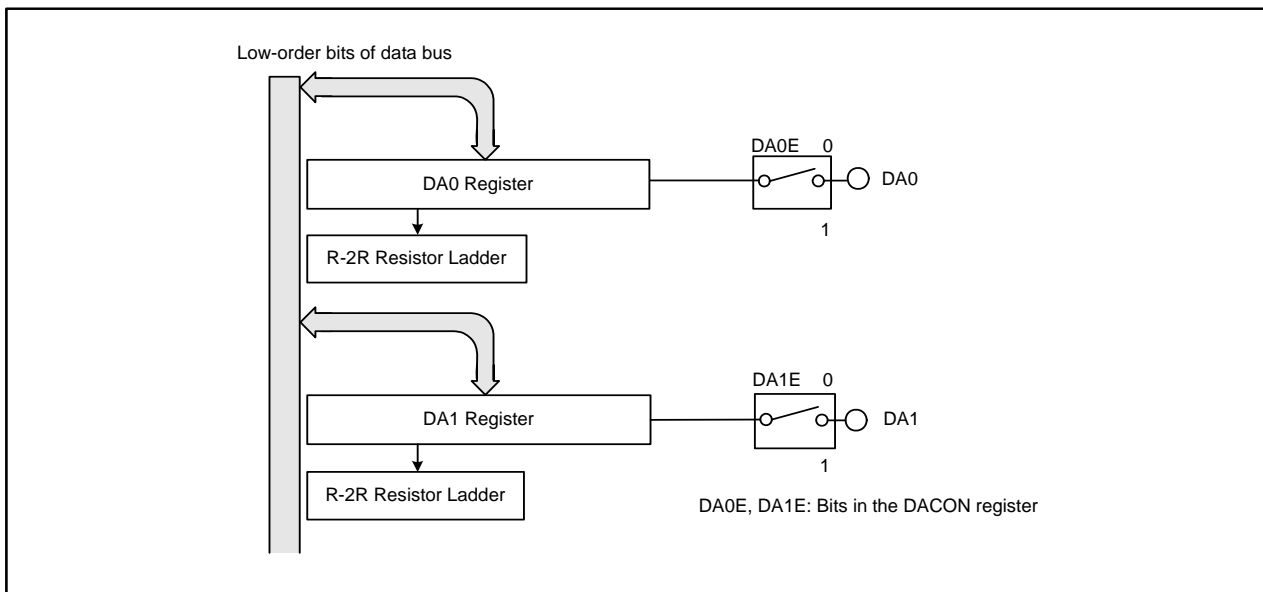 Low-order bits of data bus
DA0E 0
DA0 Register
DA0
1
R-2R Resistor Ladder
DA1E 0
DA1 Register
DA1
1
R-2R Resistor Ladder
DA0E, DA1E: Bits in the DACON register